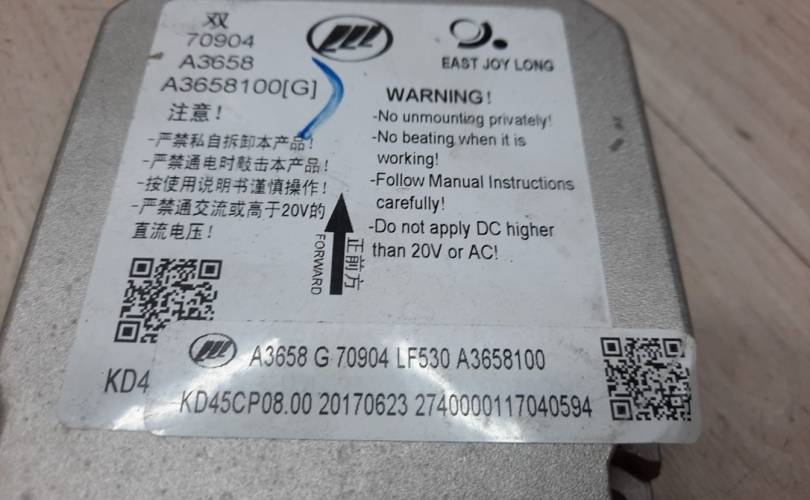 双
70904
A3658
A3658100[G]
注意！
-严禁私自拆卸本产品！
-严禁通电时敲击本产品！
-按使用说明书谨慎操作！
-严禁通交流或高于20V的
直流电压！
EAST JOY LONG
WARNING!
-No unmounting privately!
-No beating when it is
working!
-Follow Manual Instructions
carefully!
-Do not apply DC higher
than 20V or AC!
FORWARD
正前方
KD4
A3658 G 70904 LF530 A3658100
KD45CP08.00 20170623 2740000117040594